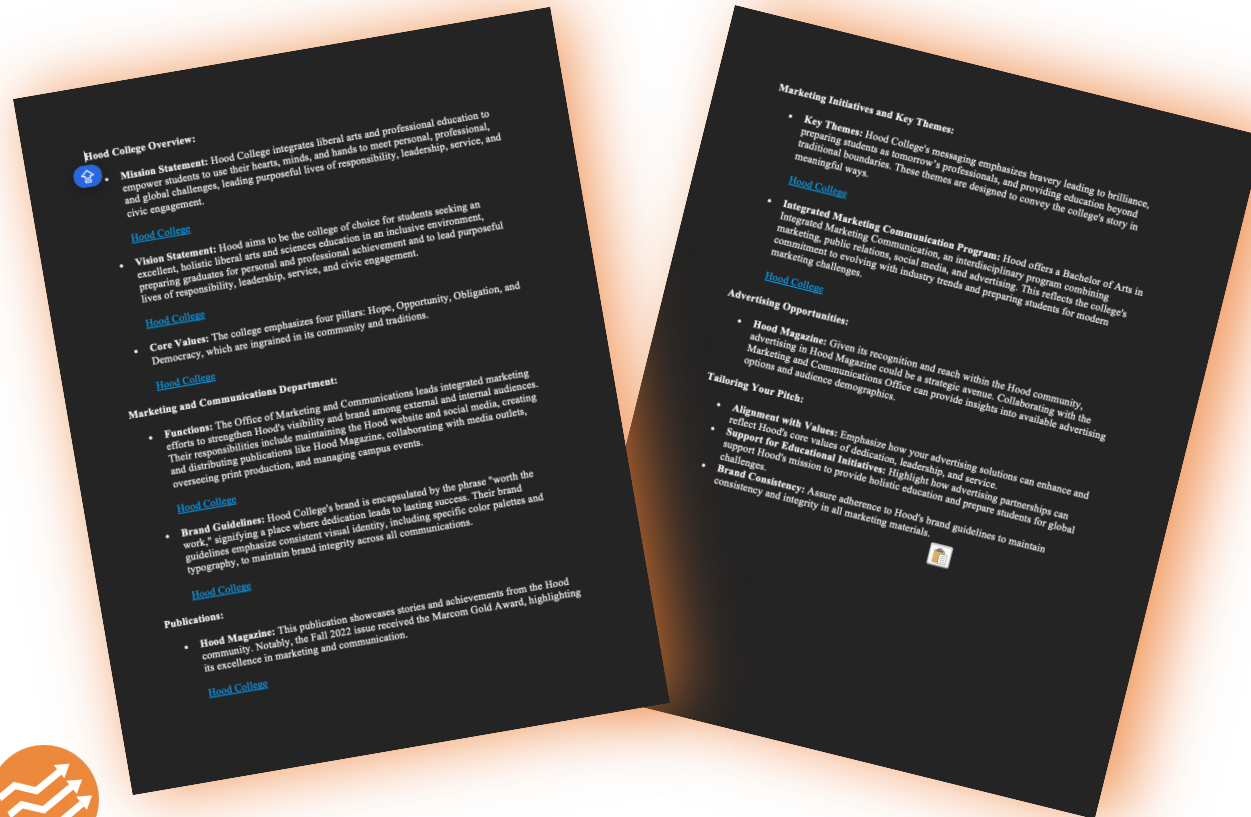 Hood College Overview:
Mission Statement: Hood College integrates liberal arts and professional education to
empower students to use their hearts, minds, and hands to meet personal, professional,
and global challenges, leading purposeful lives of responsibility, leadership, service, and
civic engagement.
Hood College
Vision Statement: Hood aims to be the college of choice for students seeking an
excellent, holistic liberal arts and sciences education in an inclusive environment,
preparing graduates for personal and professional achievement and to lead purposeful
lives of responsibility, leadership, service, and civic engagement.
Hood College
Core Values: The college emphasizes four pillars: Hope, Opportunity, Obligation, and
Democracy, which are ingrained in its community and traditions.
Hood College
Marketing and Communications Department:
Functions: The Office of Marketing and Communications leads integrated marketing
efforts to strengthen Hood's visibility and brand among external and internal audiences.
Their responsibilities include maintaining the Hood website and social media, creating
and distributing publications like Hood Magazine, collaborating with media outlets,
overseeing print production, and managing campus events.
Hood College
Brand Guidelines: Hood College's brand is encapsulated by the phrase "worth the
work," signifying a place where dedication leads to lasting success. Their brand
guidelines emphasize consistent visual identity, including specific color palettes and
typography, to maintain brand integrity across all communications.
Hood College
Publications:
Hood Magazine: This publication showcases stories and achievements from the Hood
community. Notably, the Fall 2022 issue received the Marcom Gold Award, highlighting
its excellence in marketing and communication.
Hood College
Marketing Initiatives and Key Themes:
Key Themes: Hood College's messaging emphasizes bravery leading to brilliance,
preparing students as tomorrow's professionals, and providing education beyond
traditional boundaries. These themes are designed to convey the college's story in
meaningful ways.
Hood College
Integrated Marketing Communication Program: Hood offers a Bachelor of Arts in
Integrated Marketing Communication, an interdisciplinary program combining
marketing, public relations, social media, and advertising. This reflects the college's
commitment to evolving with industry trends and preparing students for modern
marketing challenges.
Hood College
Advertising Opportunities:
Hood Magazine: Given its recognition and reach within the Hood community,
advertising in Hood Magazine could be a strategic avenue. Collaborating with the
Marketing and Communications Office can provide insights into available advertising
options and audience demographics.
Tailoring Your Pitch:
Alignment with Values: Emphasize how your advertising solutions can enhance and
reflect Hood's core values of dedication, leadership, and service.
Support for Educational Initiatives: Highlight how advertising partnerships can
support Hood's mission to provide holistic education and prepare students for global
challenges.
Brand Consistency: Assure adherence to Hood's brand guidelines to maintain
consistency and integrity in all marketing materials.